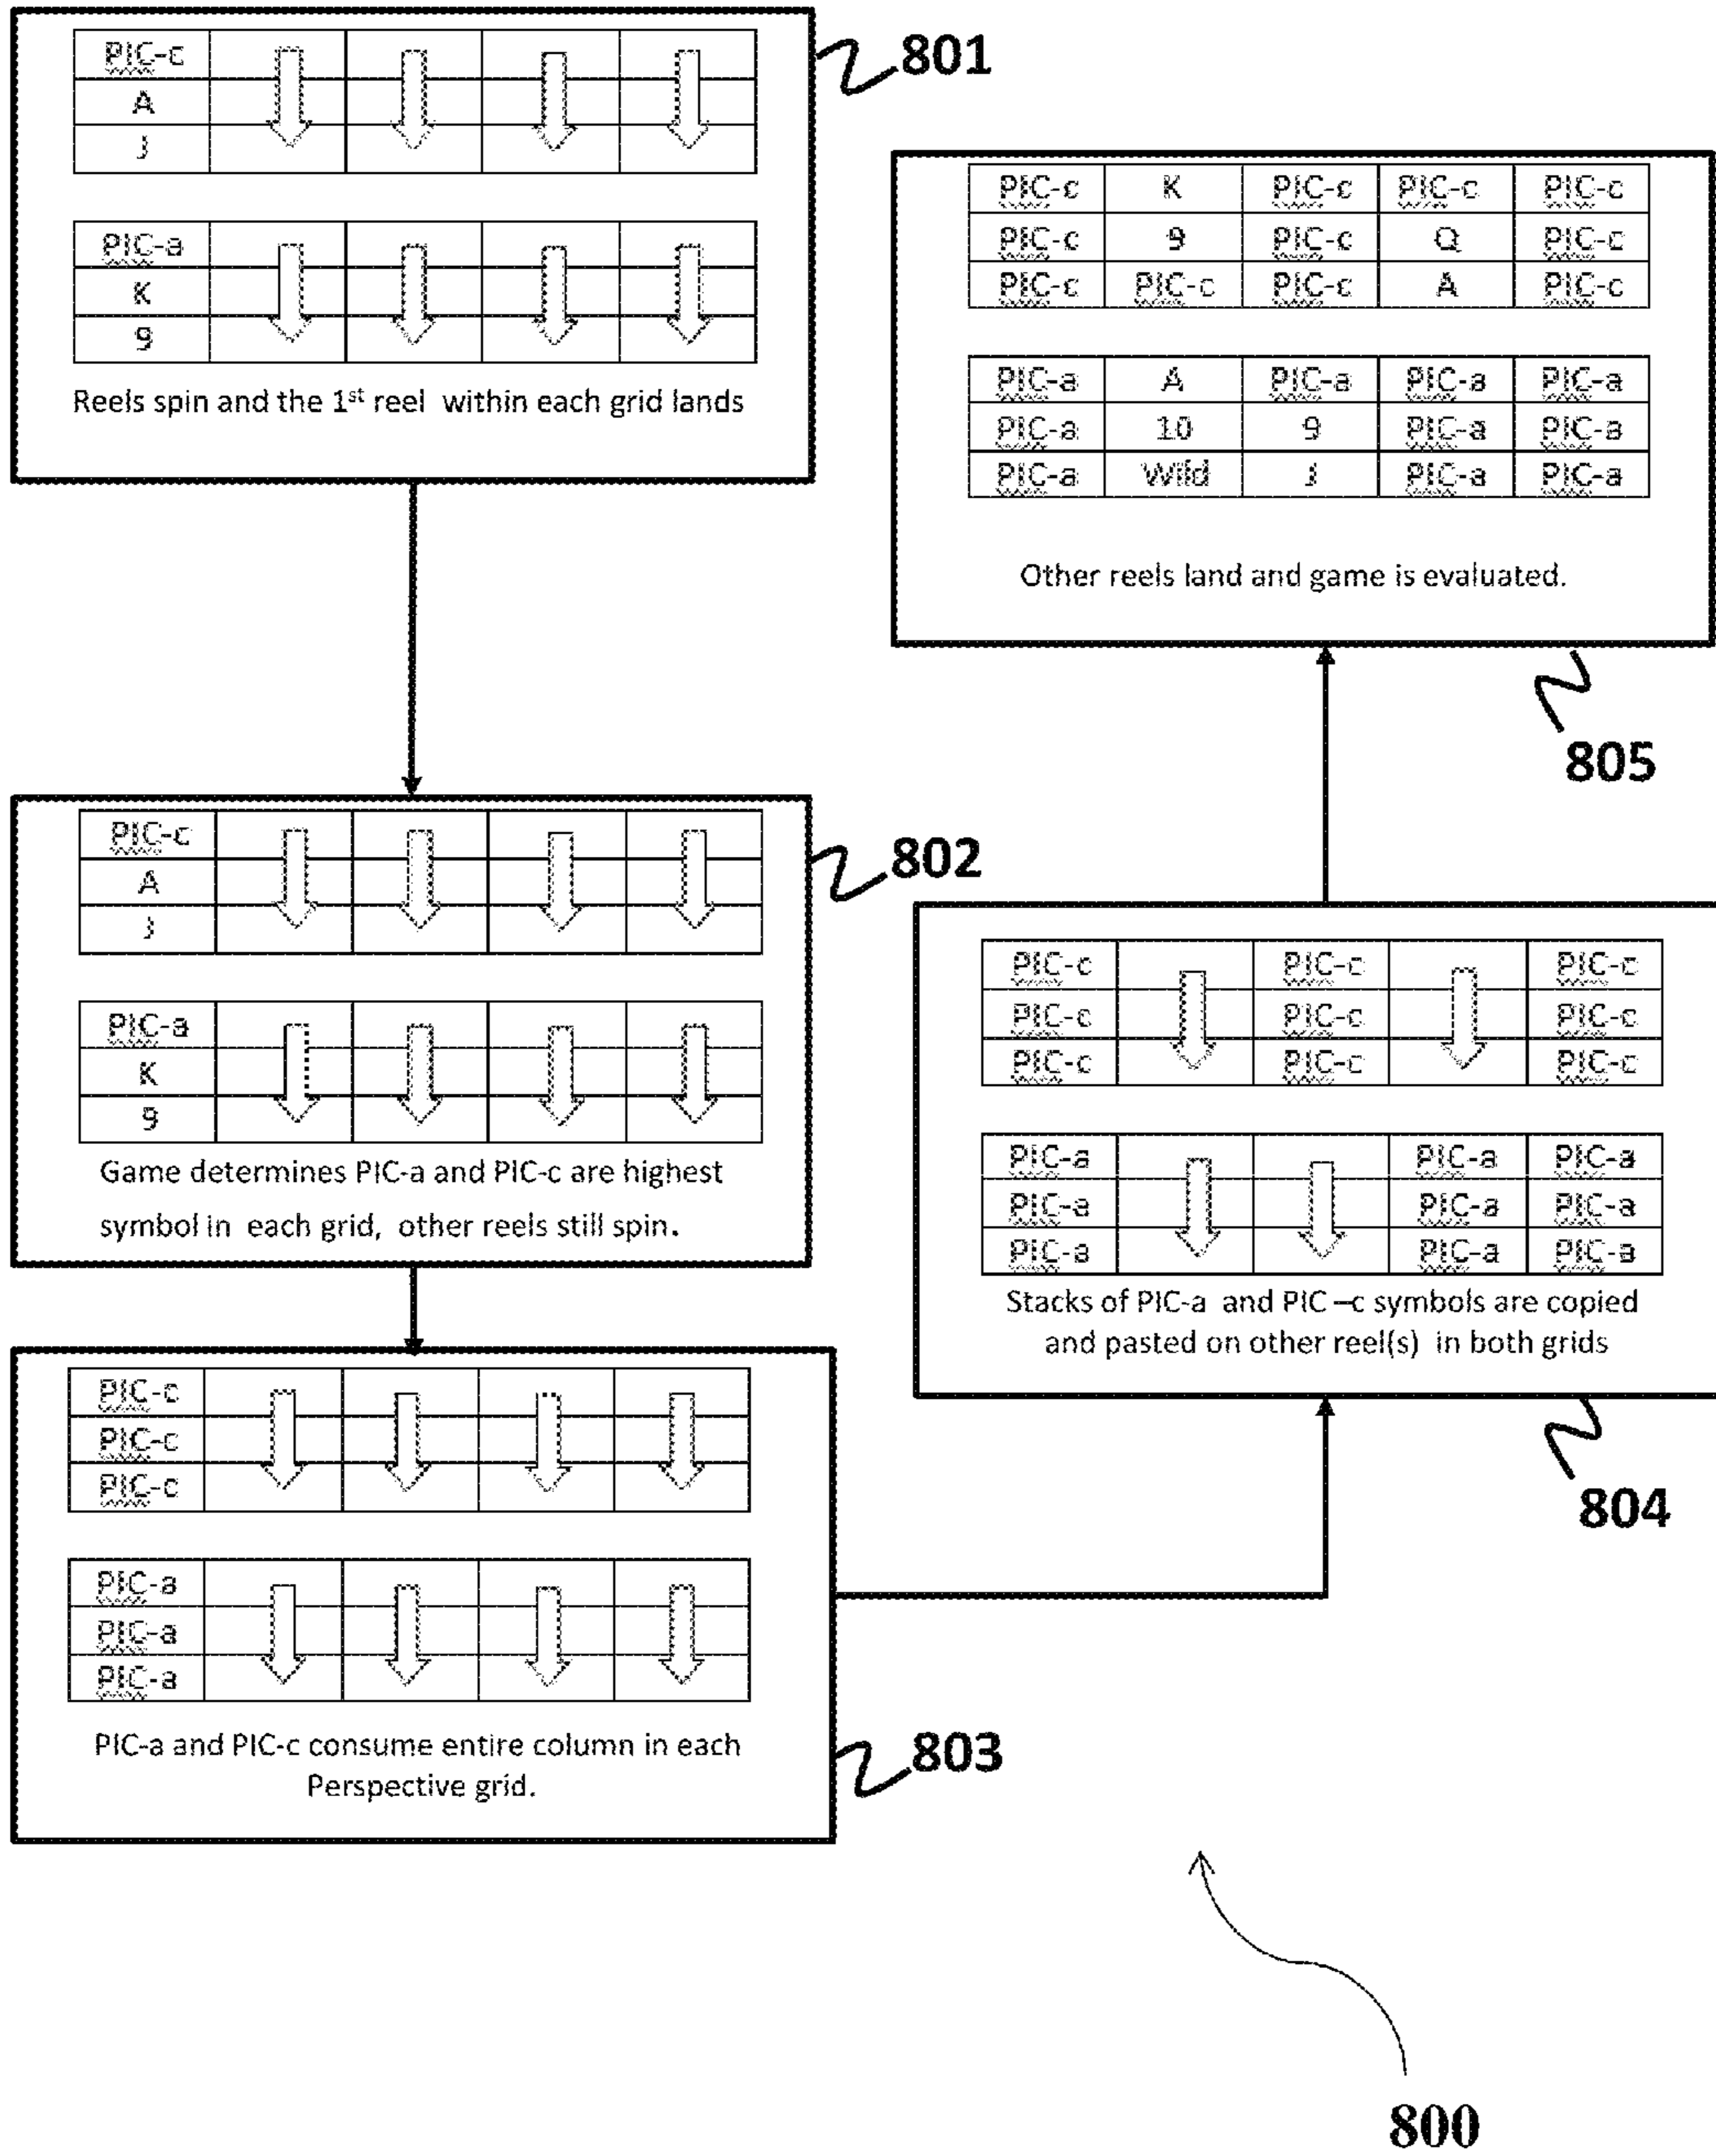 PIC-c
A
J
PIC-a
K
9
Reels spin and the 1st reel within each grid lands
801
PIC-c
A
J
PIC-a
K
9
Game determines PIC-a and PIC-c are highest
symbol in each grid, other reels still spin.
802
PIC-c
PIC-c
PIC-c
PIC-a
PIC-a
PIC-a
PIC-a and PIC-c consume entire column in each
Perspective grid.
803
PIC-c PIC-c PIC-c
PIC-c PIC-c PIC-c
PIC-c PIC-c PIC-c
PIC-a PIC-a PIC-a
PIC-a PIC-a PIC-a
PIC-a PIC-a PIC-a
Stacks of PIC-a and PIC –c symbols are copied
and pasted on other reel(s) in both grids
804
PIC-c K PIC-c PIC-c PIC-c
PIC-c 9 PIC-c Q PIC-c
PIC-c PIC-c PIC-c A PIC-c
PIC-a A PIC-a PIC-a PIC-a
PIC-a 10 9 PIC-a PIC-a
PIC-a Wild J PIC-a PIC-a
Other reels land and game is evaluated.
805
800